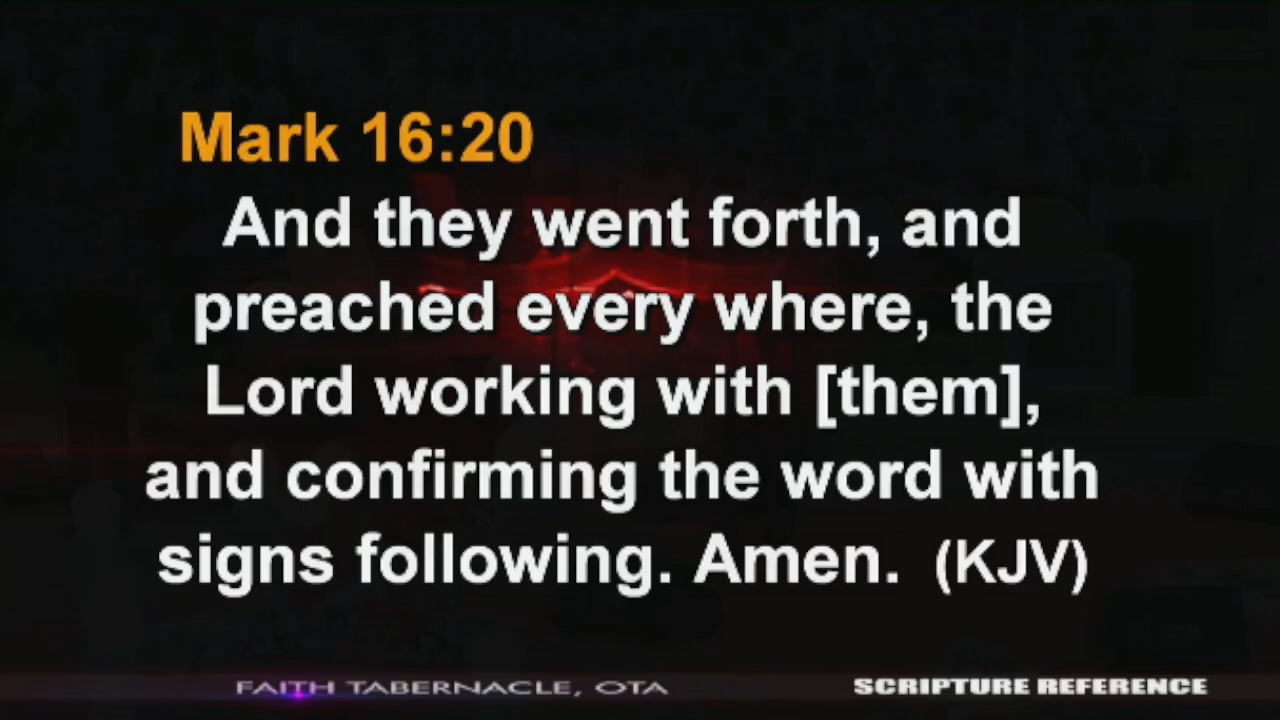 Mark 16:20
And they went forth, and
preached every where, the
Lord working with [them],
and confirming the word with
signs following. Amen. (KJV)
FAITH TABERNACLE, OTA
SCRIPTURE REFERENCE